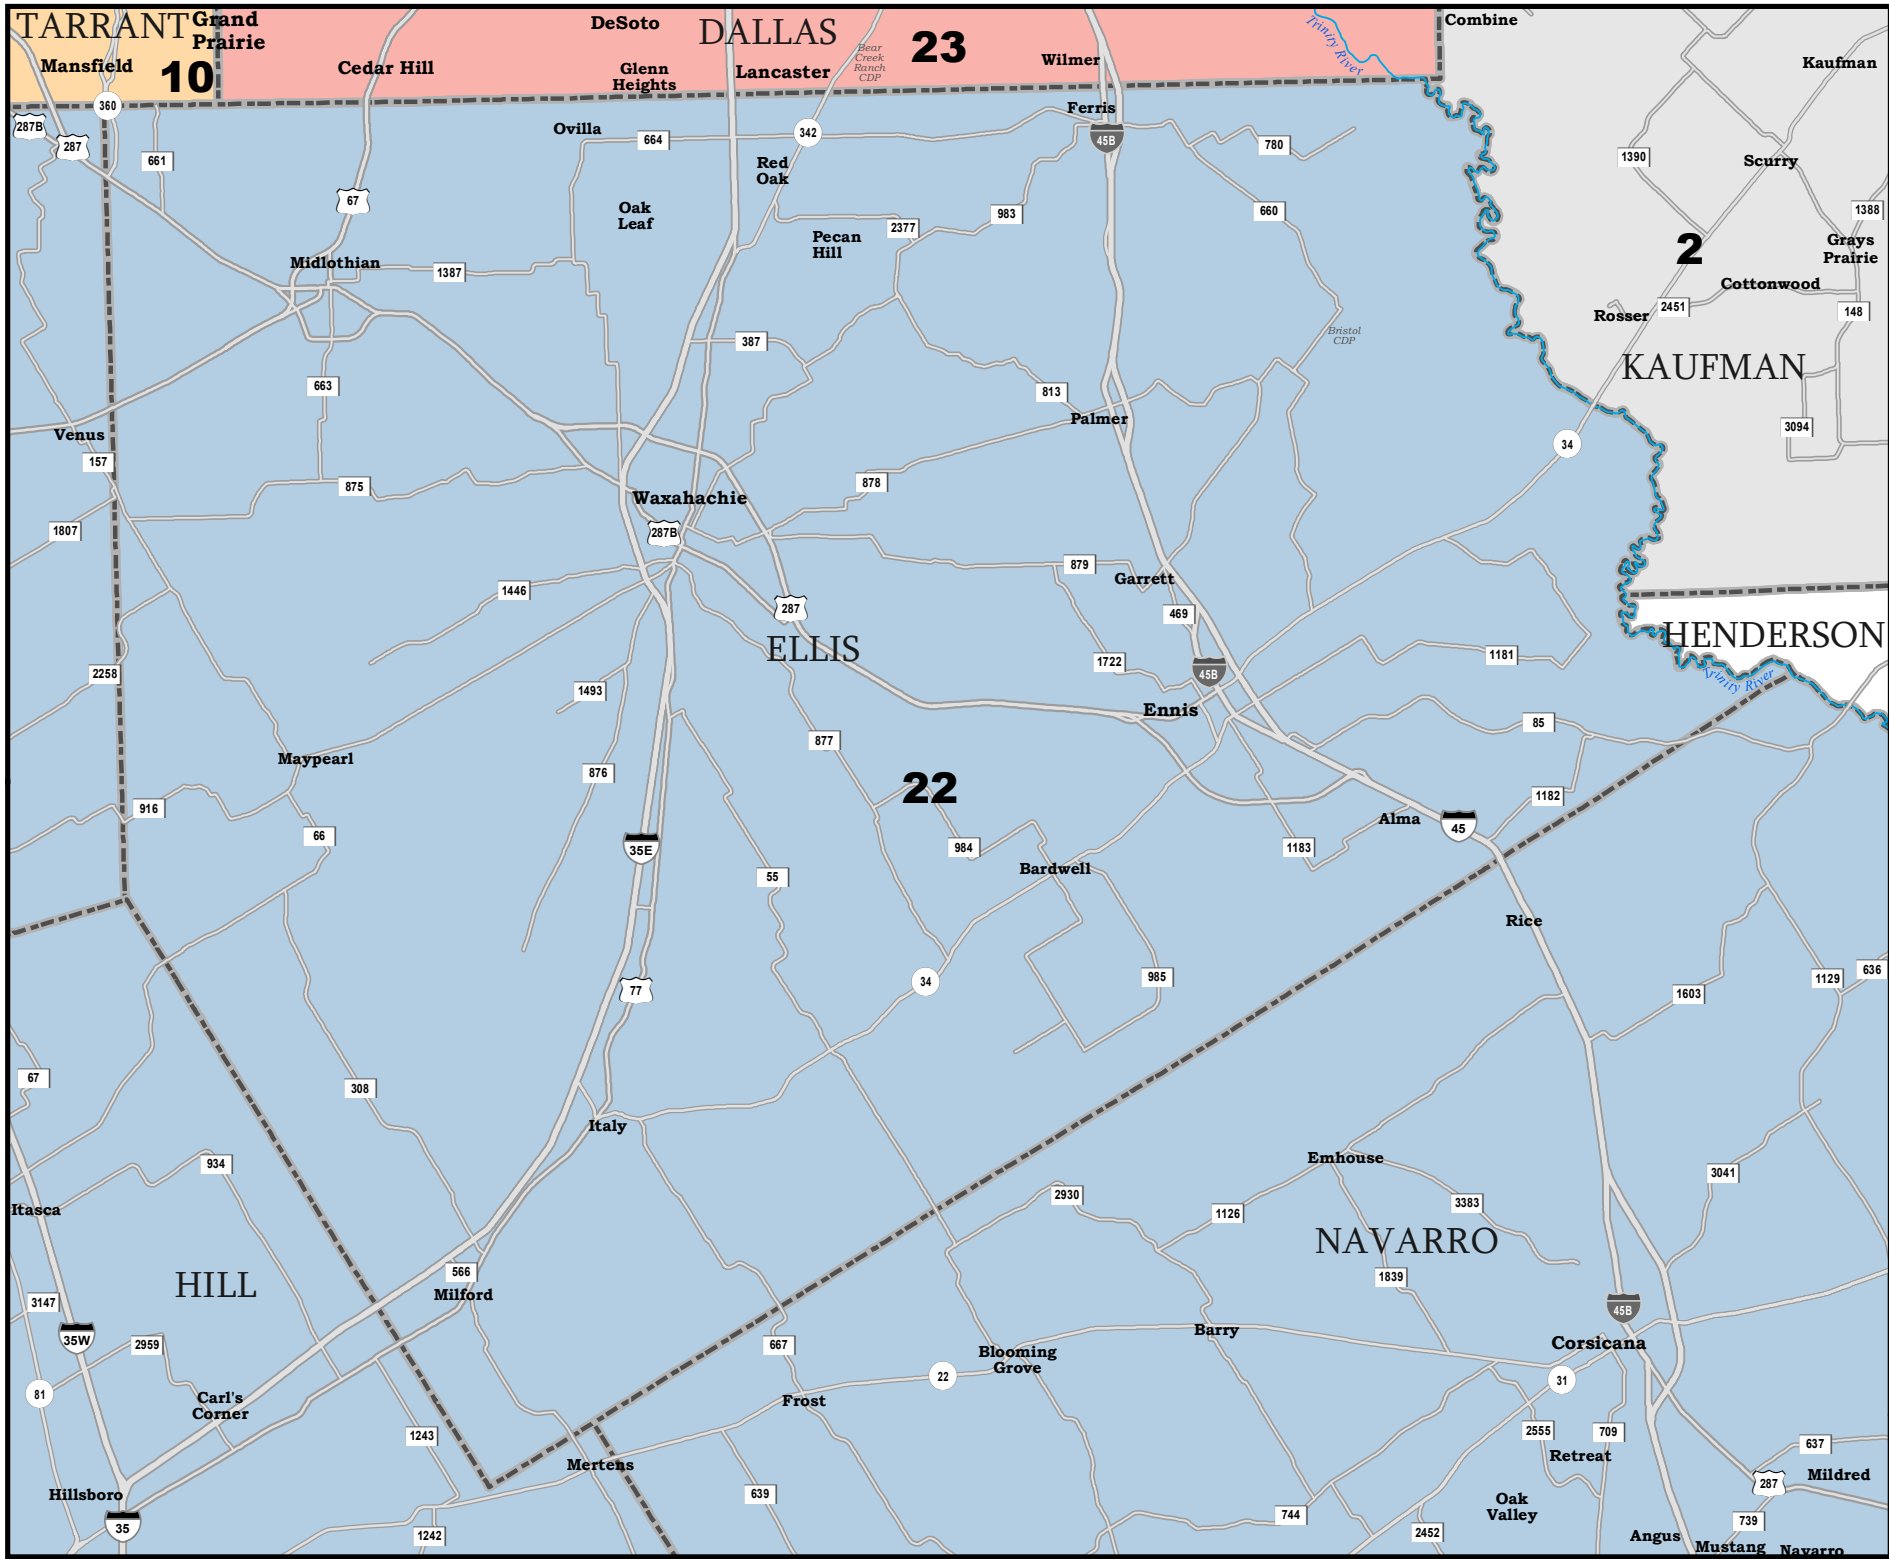 TARRANT
Grand
Prairie
Mansfield
10
Cedar Hill
DeSoto
DALLAS
Glenn
Heights
Lancaster
Bear
Creek
Ranch
CDP
23
Wilmer
Trinity River
Combine
Kaufman
360
287B
287
661
67
Ovilla
664
342
Ferris
45B
780
1390
Scurry
Red
Oak
Oak
Leaf
Pecan
Hill
2377
983
660
1388
2
Grays
Prairie
Midlothian
1387
Cottonwood
Rosser
2451
148
387
Bristol
CDP
KAUFMAN
663
813
Palmer
3094
Venus
157
34
875
878
Waxahachie
1807
287B
879
Garrett
1446
287
469
HENDERSON
ELLIS
1722
45B
1181
Trinity River
2258
1493
Ennis
85
877
Maypearl
876
22
916
66
1182
Alma
45
35E
984
1183
55
Bardwell
Rice
34
985
77
1603
1129
636
67
308
Italy
934
Emhouse
3041
Itasca
2930
1126
3383
NAVARRO
HILL
566
Milford
1839
3147
45B
35W
2959
667
Barry
Corsicana
Blooming
Grove
81
22
31
Carl's
Corner
Frost
1243
2555
709
Retreat
637
Mertens
Mildred
287
Hillsboro
639
744
Oak
Valley
35
1242
2452
739
Angus
Mustang
Navarro